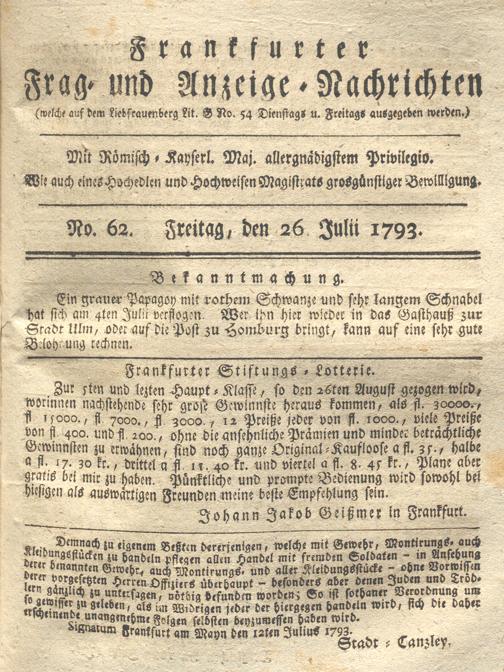 Frankfurter
Frag- und Anzeige-Nachrichten
(welche auf dem Liebfrauenberg Lit. G No. 54 Dienstags u. Freitags ausgegeben werden.)
Mit Römisch-Kayserl. Maj. allergnädigstem Privilegio.
Wie auch eines Hochedlen und Hochweisen Magistrats grosgünstiger Bewilligung.
No. 62. Freitag, den 26 Julii 1793.
Bekanntmachung.
Ein grauer Papagoy mit rothem Schwanze und sehr langem Schnabel
hat sich am 4ten Julii verflogen. Wer ihn hier wieder in das Gasthauß zur
Stadt Ulm, oder auf die Post zu Homburg bringt, kann auf eine sehr gute
Belohnung rechnen.
Frankfurter Stiftungs-Lotterie.
Zur 5ten und lezten Haupt-Klasse, so den 26ten August gezogen wird,
worinnen nachstehende sehr grose Gewinnste heraus kommen, als fl. 30000.,
fl 15000., fl. 7000., fl. 3000., 12 Preiße jeder von fl. 1000., viele Preiße
von fl. 400. und fl. 200., ohne die ansehnliche Prämien und minder beträchtliche
Gewinnsten zu erwähnen, sind noch ganze Original-Kaufloose a fl. 35., halbe
a fl. 17. 30 kr., drittel a fl. 11. 40 kr. und viertel a fl. 8. 45 kr., Plane aber
gratis bei mir zu haben. Pünktliche und prompte Bedienung wird sowohl bei
hiesigen als auswärtigen Freunden meine beste Empfehlung sein.
Johann Jakob Geißmer in Frankfurt.
Demnach zu eigenem Beßten dererjenigen, welche mit Gewehr, Montirungs- auch
Kleidungsstücken zu handeln pflegen allen Handel mit fremden Soldaten – in Ansehung
derer benannten Gewehr, auch Montirungs- und aller Kleidungsstücke – ohne Vorwissen
derer vorgesetzten Herren Offiziers überhaupt – besonders aber denen Juden und Tröd-
lern gänzlich zu untersagen, nöthig befunden worden; So ist sothaner Verordnung um
so gewisser zu geleben, als im Widrigen jeder der hiergegen handeln wird, sich die daher
erscheinende unangenehme Folgen selbsten beyzumessen haben wird.
Signatum Frankfurt am Mayn den 12ten Julius 1793.
Stadt-Canzley.